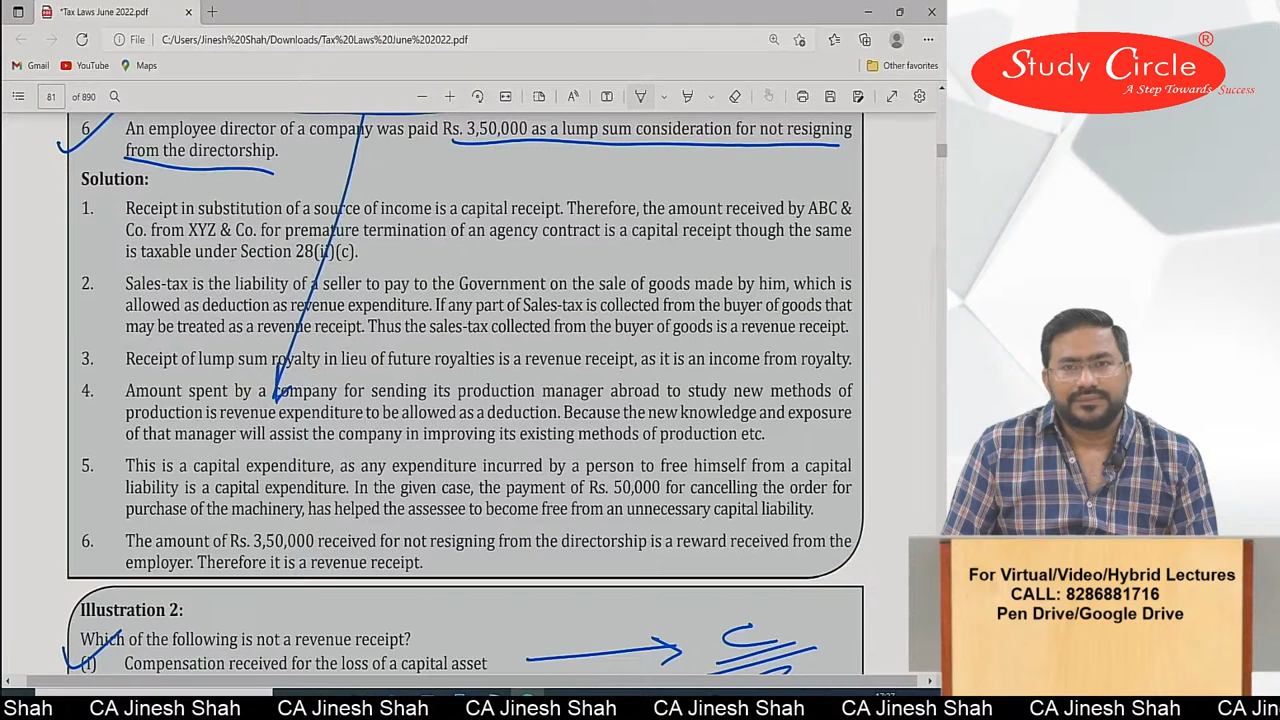 *Tax Laws June 2022.pdf
File
C:/Users/Jinesh%20Shah/Downloads/Tax%20Laws%20June%202022.pdf
Gmail
YouTube
Maps
Other favorites
81
of 890
6. An employee director of a company was paid Rs. 3,50,000 as a lump sum consideration for not resigning
from the directorship.
Solution:
1. Receipt in substitution of a source of income is a capital receipt. Therefore, the amount received by ABC &
Co. from XYZ & Co. for premature termination of an agency contract is a capital receipt though the same
is taxable under Section 28(ii)(c).
2. Sales-tax is the liability of a seller to pay to the Government on the sale of goods made by him, which is
allowed as deduction as revenue expenditure. If any part of Sales-tax is collected from the buyer of goods that
may be treated as a revenue receipt. Thus the sales-tax collected from the buyer of goods is a revenue receipt.
3. Receipt of lump sum royalty in lieu of future royalties is a revenue receipt, as it is an income from royalty.
4. Amount spent by a company for sending its production manager abroad to study new methods of
production is revenue expenditure to be allowed as a deduction. Because the new knowledge and exposure
of that manager will assist the company in improving its existing methods of production etc.
5. This is a capital expenditure, as any expenditure incurred by a person to free himself from a capital
liability is a capital expenditure. In the given case, the payment of Rs. 50,000 for cancelling the order for
purchase of the machinery, has helped the assessee to become free from an unnecessary capital liability.
6. The amount of Rs. 3,50,000 received for not resigning from the directorship is a reward received from the
employer. Therefore it is a revenue receipt.
Illustration 2:
Which of the following is not a revenue receipt?
(i) Compensation received for the loss of a capital asset
Study Circle ®
A Step Towards Success
For Virtual/Video/Hybrid Lectures
CALL: 8286881716
Pen Drive/Google Drive
Shah CA Jinesh Shah CA Jinesh Shah CA Jinesh Shah CA Jinesh Shah CA Jinesh Shah CA Jinesh Shah CA Jin